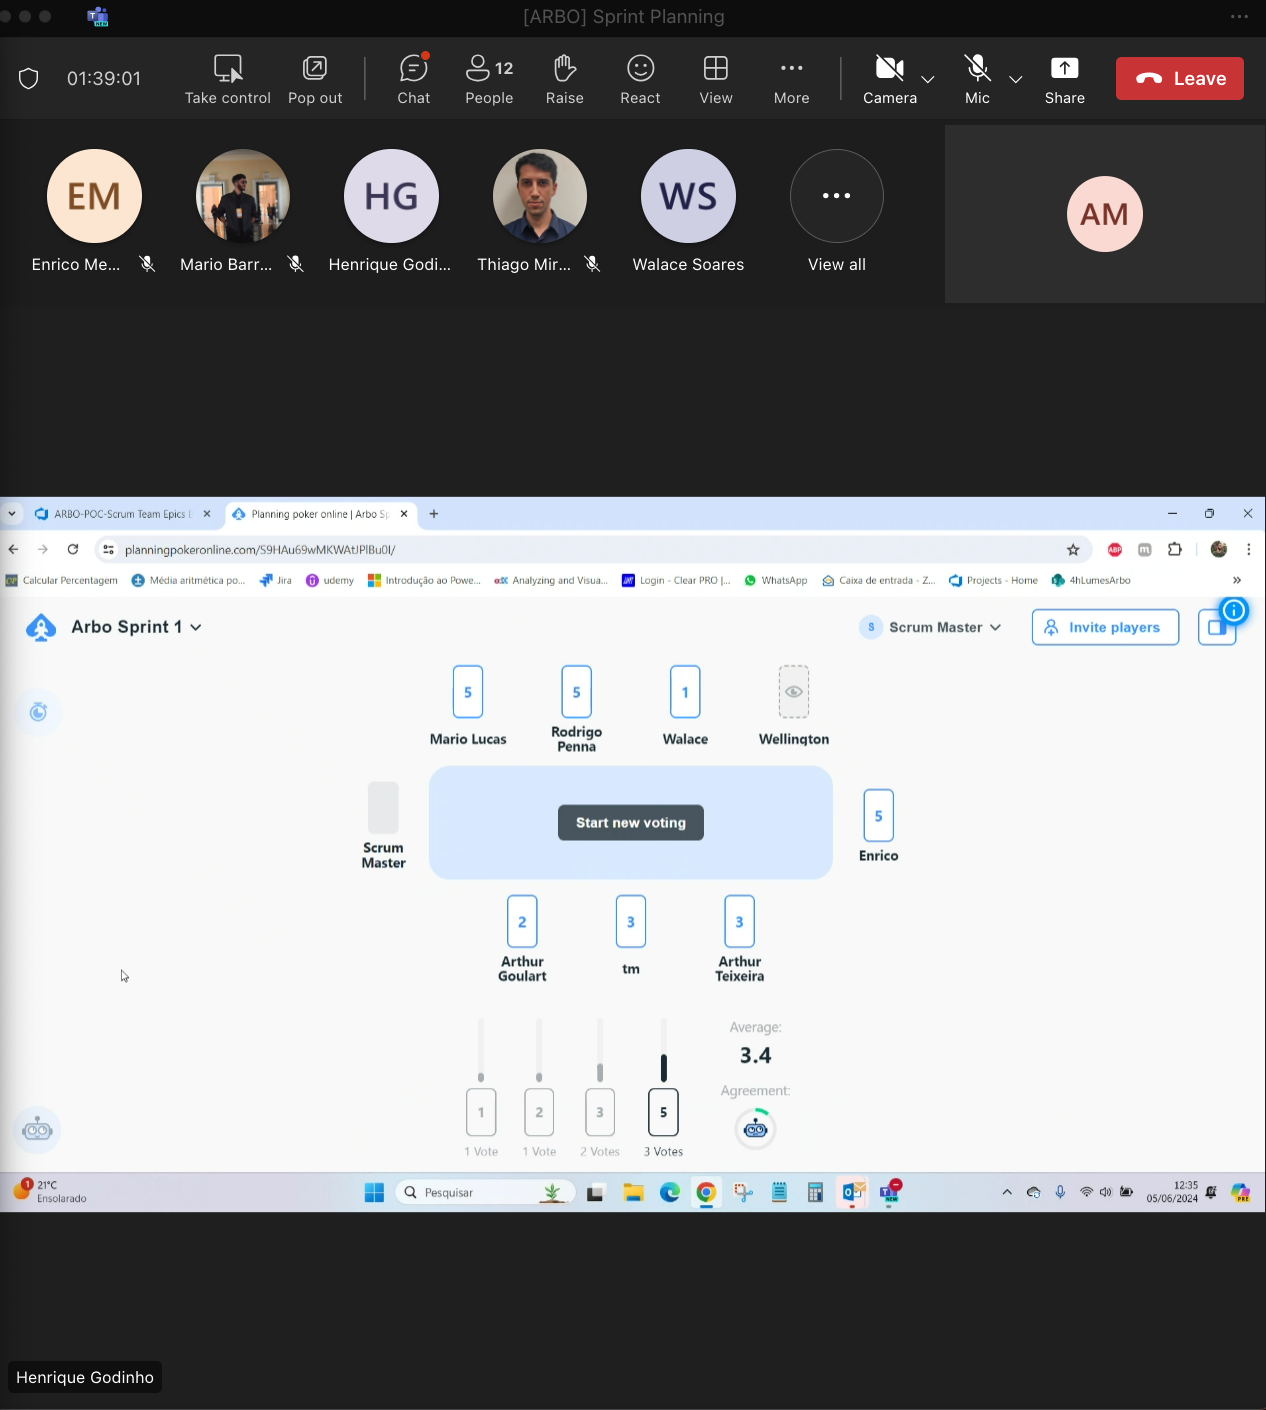 [ARBO] Sprint Planning
01:39:01
Take control
Pop out
Chat
12
People
Raise
React
View
More
Camera
Mic
Share
Leave
EM
HG
WS
AM
Enrico Me...
Mario Barr...
Henrique Godi...
Thiago Mir...
Walace Soares
View all
ARBO-POC-Scrum Team Epics
Planning poker online | Arbo Sp
planningpokeronline.com/S9HAu69wMKWAtJPlBu0l/
ABP
m
Calcular Percentagem
Média aritmética po...
Jira
udemy
Introdução ao Powe...
edX
Analyzing and Visua...
Login - Clear PRO |...
WhatsApp
Caixa de entrada - Z...
Projects - Home
4hLumesArbo
»
Arbo Sprint 1
S
Scrum Master
Invite players
5
5
1
Mario Lucas
Rodrigo
Penna
Walace
Wellington
Start new voting
Scrum
Master
5
Enrico
2
3
3
Arthur
Goulart
tm
Arthur
Teixeira
Average:
3.4
Agreement:
1
2
3
5
1 Vote
1 Vote
2 Votes
3 Votes
1
21°C
Ensolarado
Pesquisar
NEW
12:35
05/06/2024
PRE
Henrique Godinho